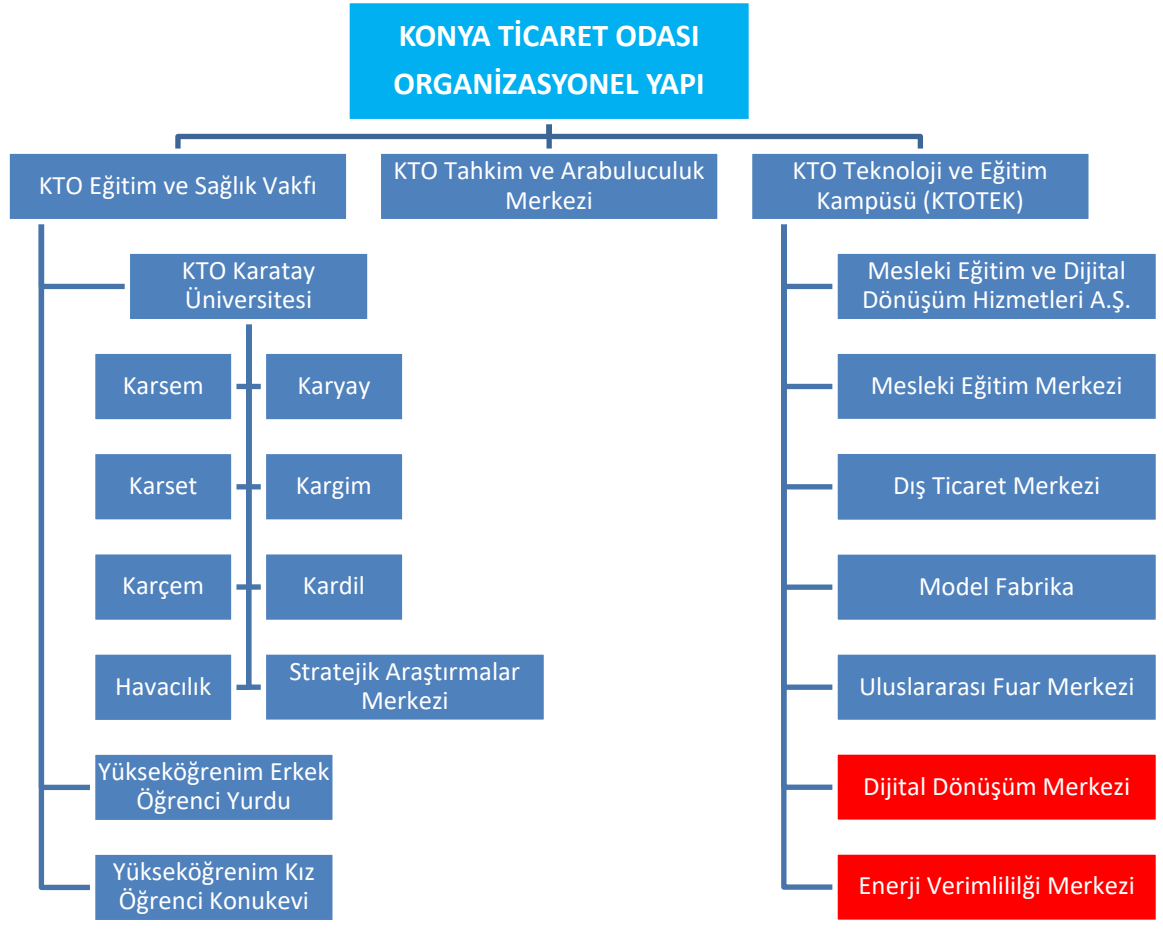 KONYA TİCARET ODASI
ORGANİZASYONEL YAPI
KTO Eğitim ve Sağlık Vakfı
KTO Tahkim ve Arabuluculuk
Merkezi
KTO Teknoloji ve Eğitim
Kampüsü (KTOTEK)
KTO Karatay
Üniversitesi
Karsem
Karyay
Karset
Kargim
Karçem
Kardil
Havacılık
Stratejik Araştırmalar
Merkezi
Yükseköğrenim Erkek
Öğrenci Yurdu
Yükseköğrenim Kız
Öğrenci Konukevi
Mesleki Eğitim ve Dijital
Dönüşüm Hizmetleri A.Ş.
Mesleki Eğitim Merkezi
Dış Ticaret Merkezi
Model Fabrika
Uluslararası Fuar Merkezi
Dijital Dönüşüm Merkezi
Enerji Verimlililği Merkezi